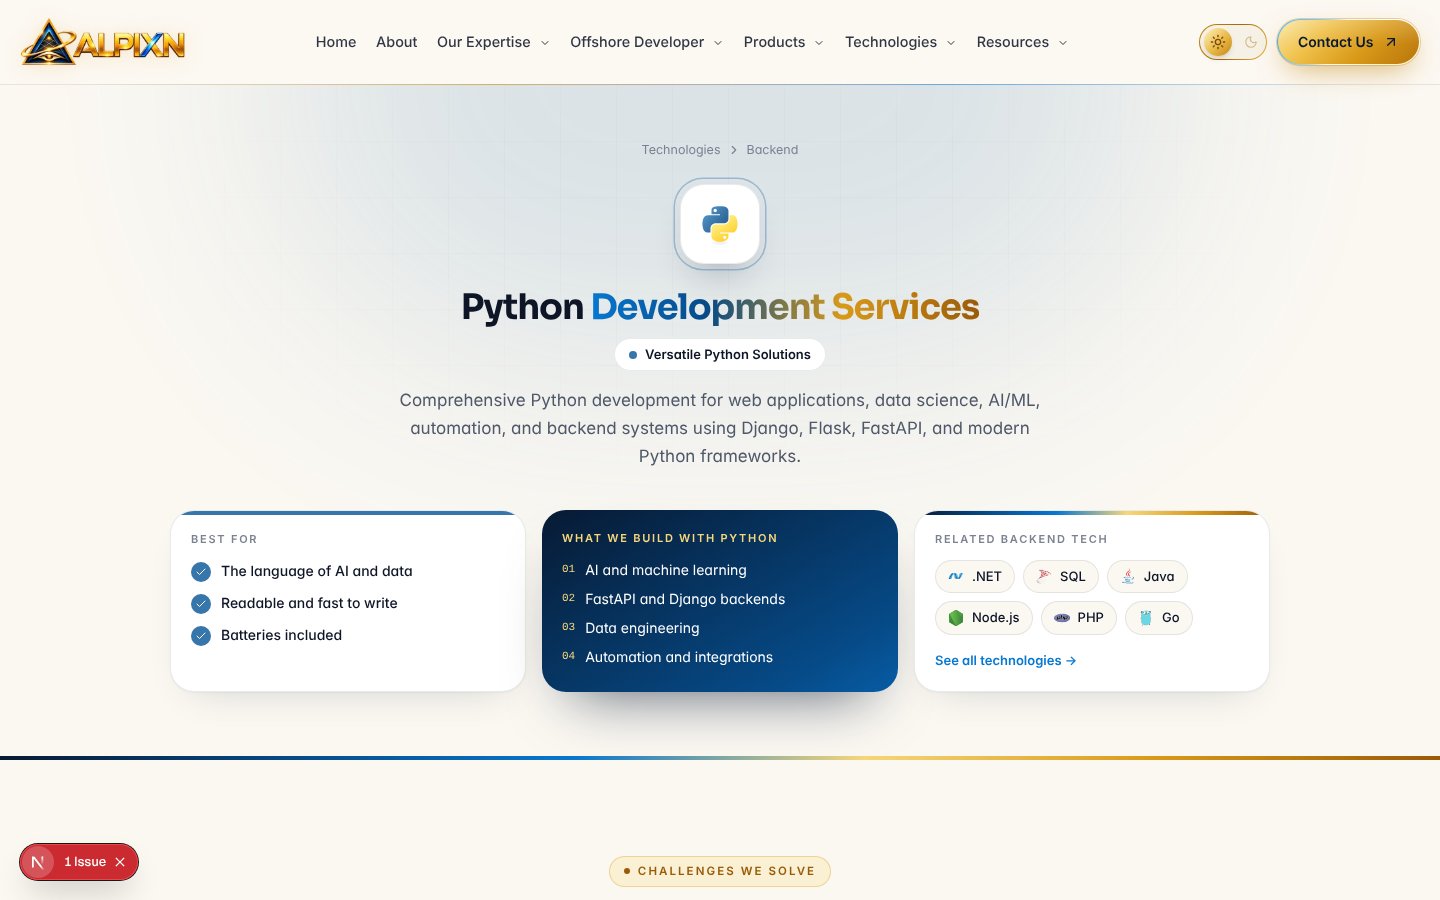 ALPIXN
Home About Our Expertise Offshore Developer Products Technologies Resources
Contact Us
Technologies > Backend
Python Development Services
Versatile Python Solutions
Comprehensive Python development for web applications, data science, AI/ML,
automation, and backend systems using Django, Flask, FastAPI, and modern
Python frameworks.
BEST FOR
The language of AI and data
Readable and fast to write
Batteries included
WHAT WE BUILD WITH PYTHON
01 AI and machine learning
02 FastAPI and Django backends
03 Data engineering
04 Automation and integrations
RELATED BACKEND TECH
.NET SQL Java
Node.js PHP Go
See all technologies →
N 1 Issue
CHALLENGES WE SOLVE